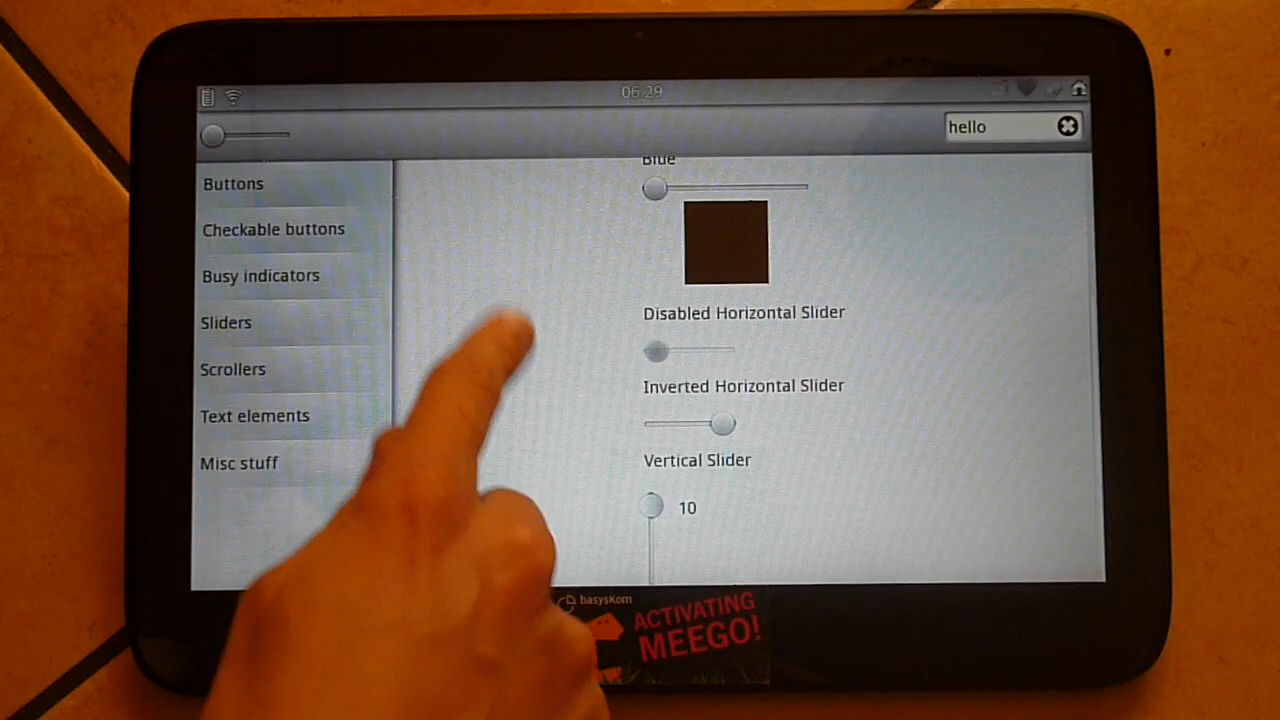 06.29
hello
Blue
Buttons
Checkable buttons
Busy indicators
Sliders
Scrollers
Text elements
Misc stuff
Disabled Horizontal Slider
Inverted Horizontal Slider
Vertical Slider
10
basysKom
ACTIVATING
MEEGO!